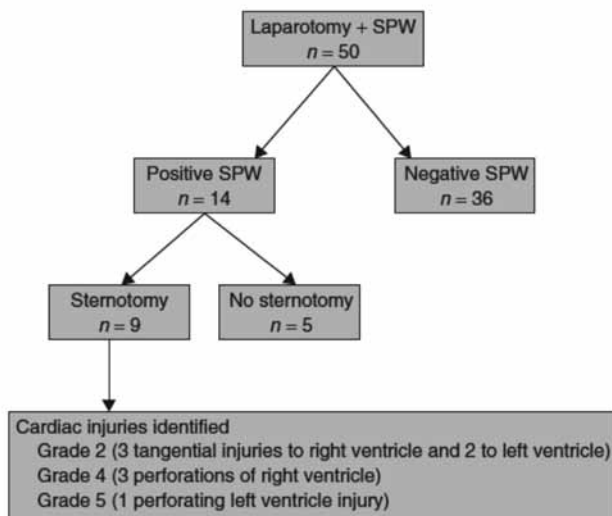 Laparotomy + SPW
n = 50
Positive SPW
n = 14
Negative SPW
n = 36
Sternotomy
n = 9
No sternotomy
n = 5
Cardiac injuries identified
Grade 2 (3 tangential injuries to right ventricle and 2 to left ventricle)
Grade 4 (3 perforations of right ventricle)
Grade 5 (1 perforating left ventricle injury)